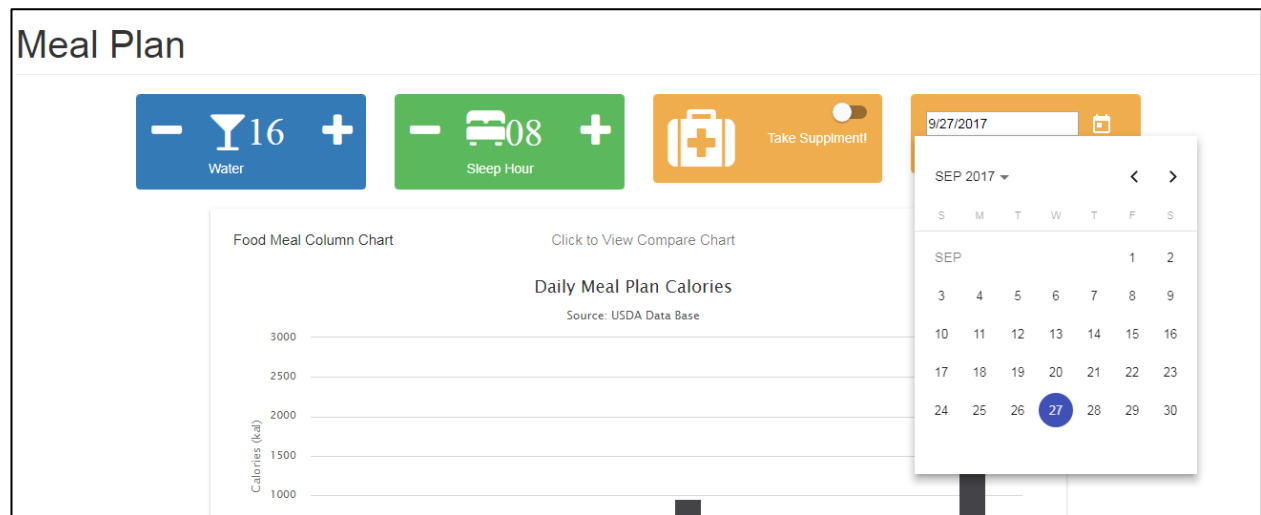 Meal Plan
16
Water
08
Sleep Hour
Take Suppliment!
9/27/2017
SEP 2017
S M T W T F S
SEP 1 2
3 4 5 6 7 8 9
10 11 12 13 14 15 16
17 18 19 20 21 22 23
24 25 26 27 28 29 30
Food Meal Column Chart
Click to View Compare Chart
Daily Meal Plan Calories
Source: USDA Data Base
Calories (kal)
3000
2500
2000
1500
1000